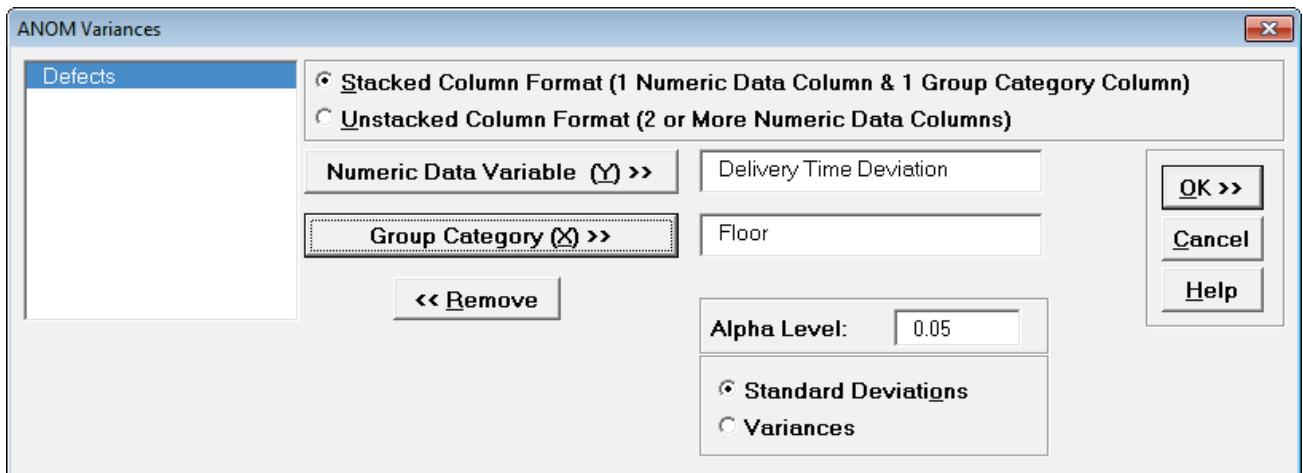 ANOM Variances
Defects
Stacked Column Format (1 Numeric Data Column & 1 Group Category Column)
Unstacked Column Format (2 or More Numeric Data Columns)
Numeric Data Variable (Y) >>
Delivery Time Deviation
Group Category (X) >>
Floor
<< Remove
OK >>
Cancel
Help
Alpha Level:
0.05
Standard Deviations
Variances